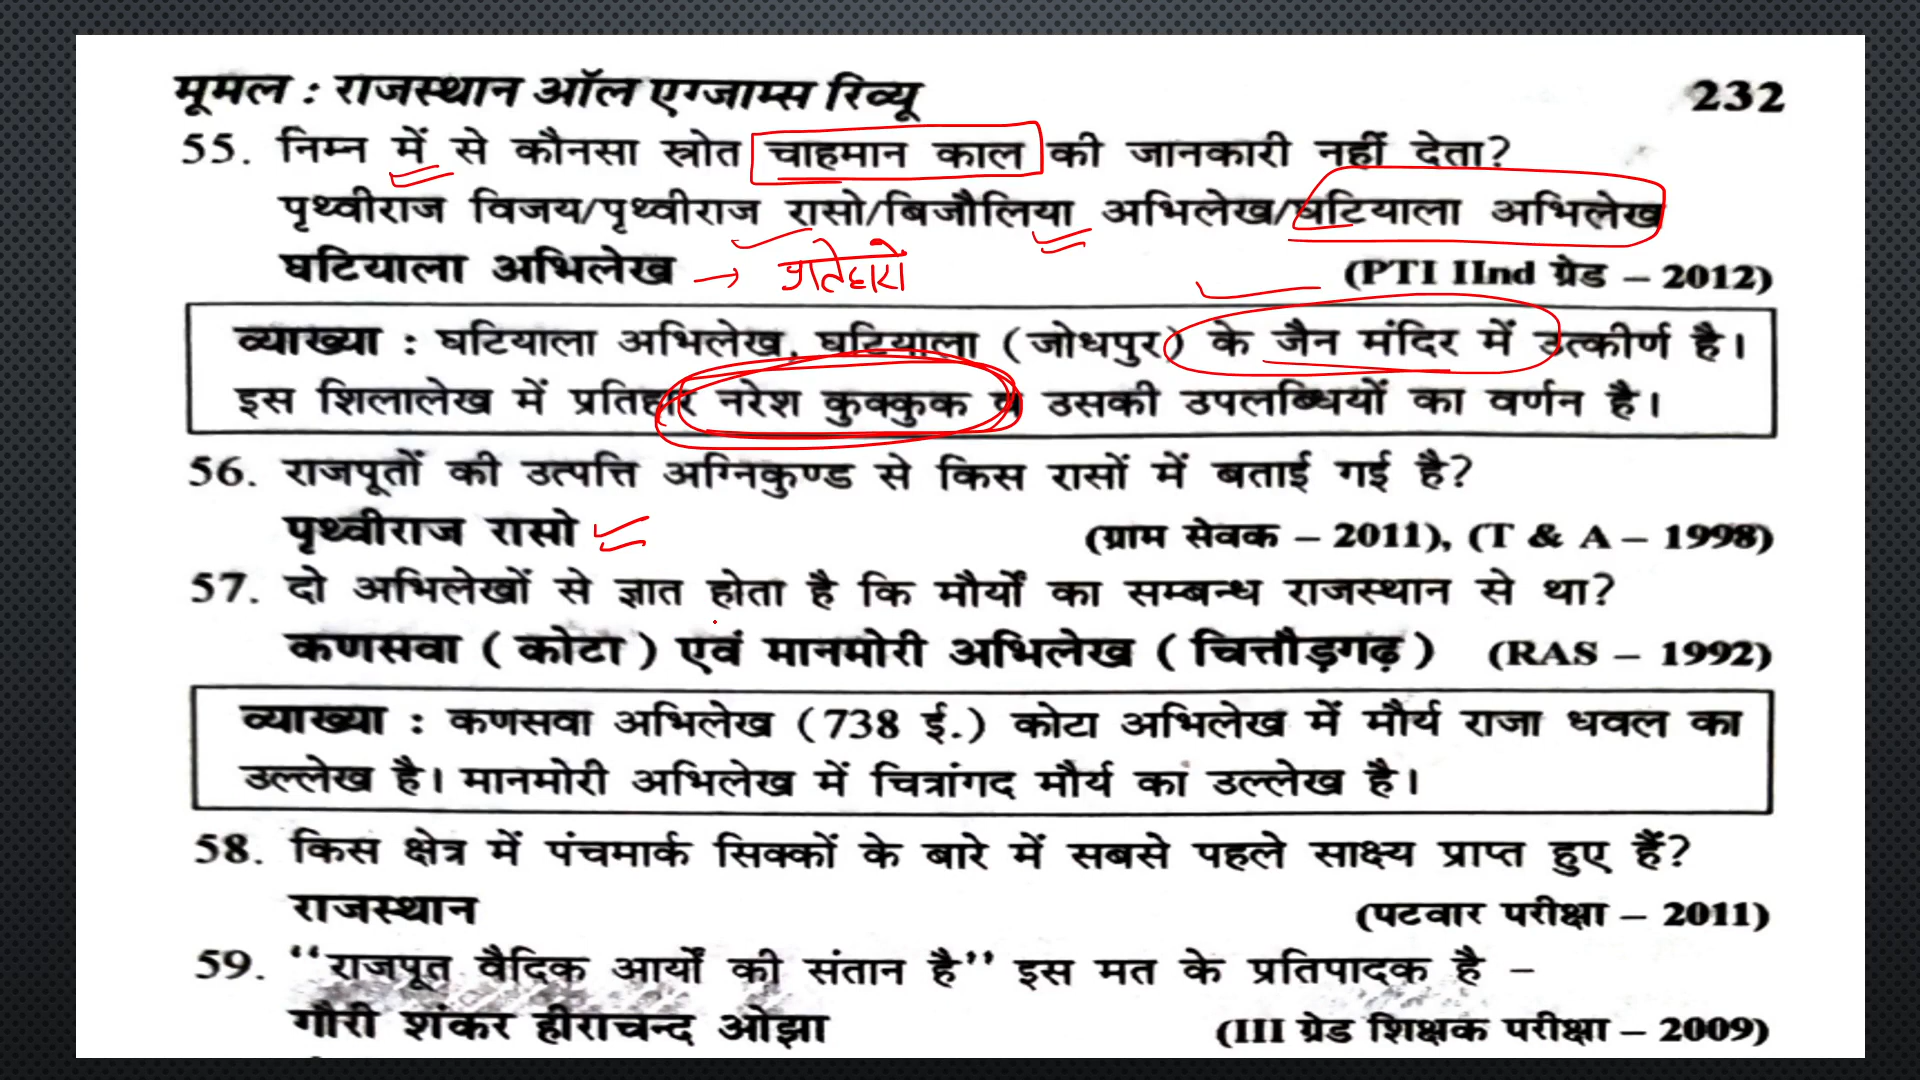 मूमल : राजस्थान ऑल एग्जाम्स रिव्यू 232
55. निम्न में से कौनसा स्रोत चाहमान काल की जानकारी नहीं देता?
पृथ्वीराज विजय/पृथ्वीराज रासो/बिजौलिया अभिलेख/घटियाला अभिलेख
घटियाला अभिलेख → (PTI IInd ग्रेड – 2012)
व्याख्या : घटियाला अभिलेख, घटियाला (जोधपुर) के जैन मंदिर में उत्कीर्ण है।
इस शिलालेख में प्रतिहार नरेश कुक्कुक व उसकी उपलब्धियों का वर्णन है।
56. राजपूतों की उत्पत्ति अग्निकुण्ड से किस रासों में बताई गई है?
पृथ्वीराज रासो (ग्राम सेवक – 2011), (T & A – 1998)
57. दो अभिलेखों से ज्ञात होता है कि मौर्यों का सम्बन्ध राजस्थान से था?
कणसवा ( कोटा ) एवं मानमोरी अभिलेख ( चित्तौड़गढ़ ) (RAS – 1992)
व्याख्या : कणसवा अभिलेख (738 ई.) कोटा अभिलेख में मौर्य राजा धवल का
उल्लेख है। मानमोरी अभिलेख में चित्रांगद मौर्य का उल्लेख है।
58. किस क्षेत्र में पंचमार्क सिक्कों के बारे में सबसे पहले साक्ष्य प्राप्त हुए हैं?
राजस्थान (पटवार परीक्षा – 2011)
59. “राजपूत वैदिक आर्यों की संतान है” इस मत के प्रतिपादक है –
गौरी शंकर हीराचन्द ओझा (III ग्रेड शिक्षक परीक्षा – 2009)